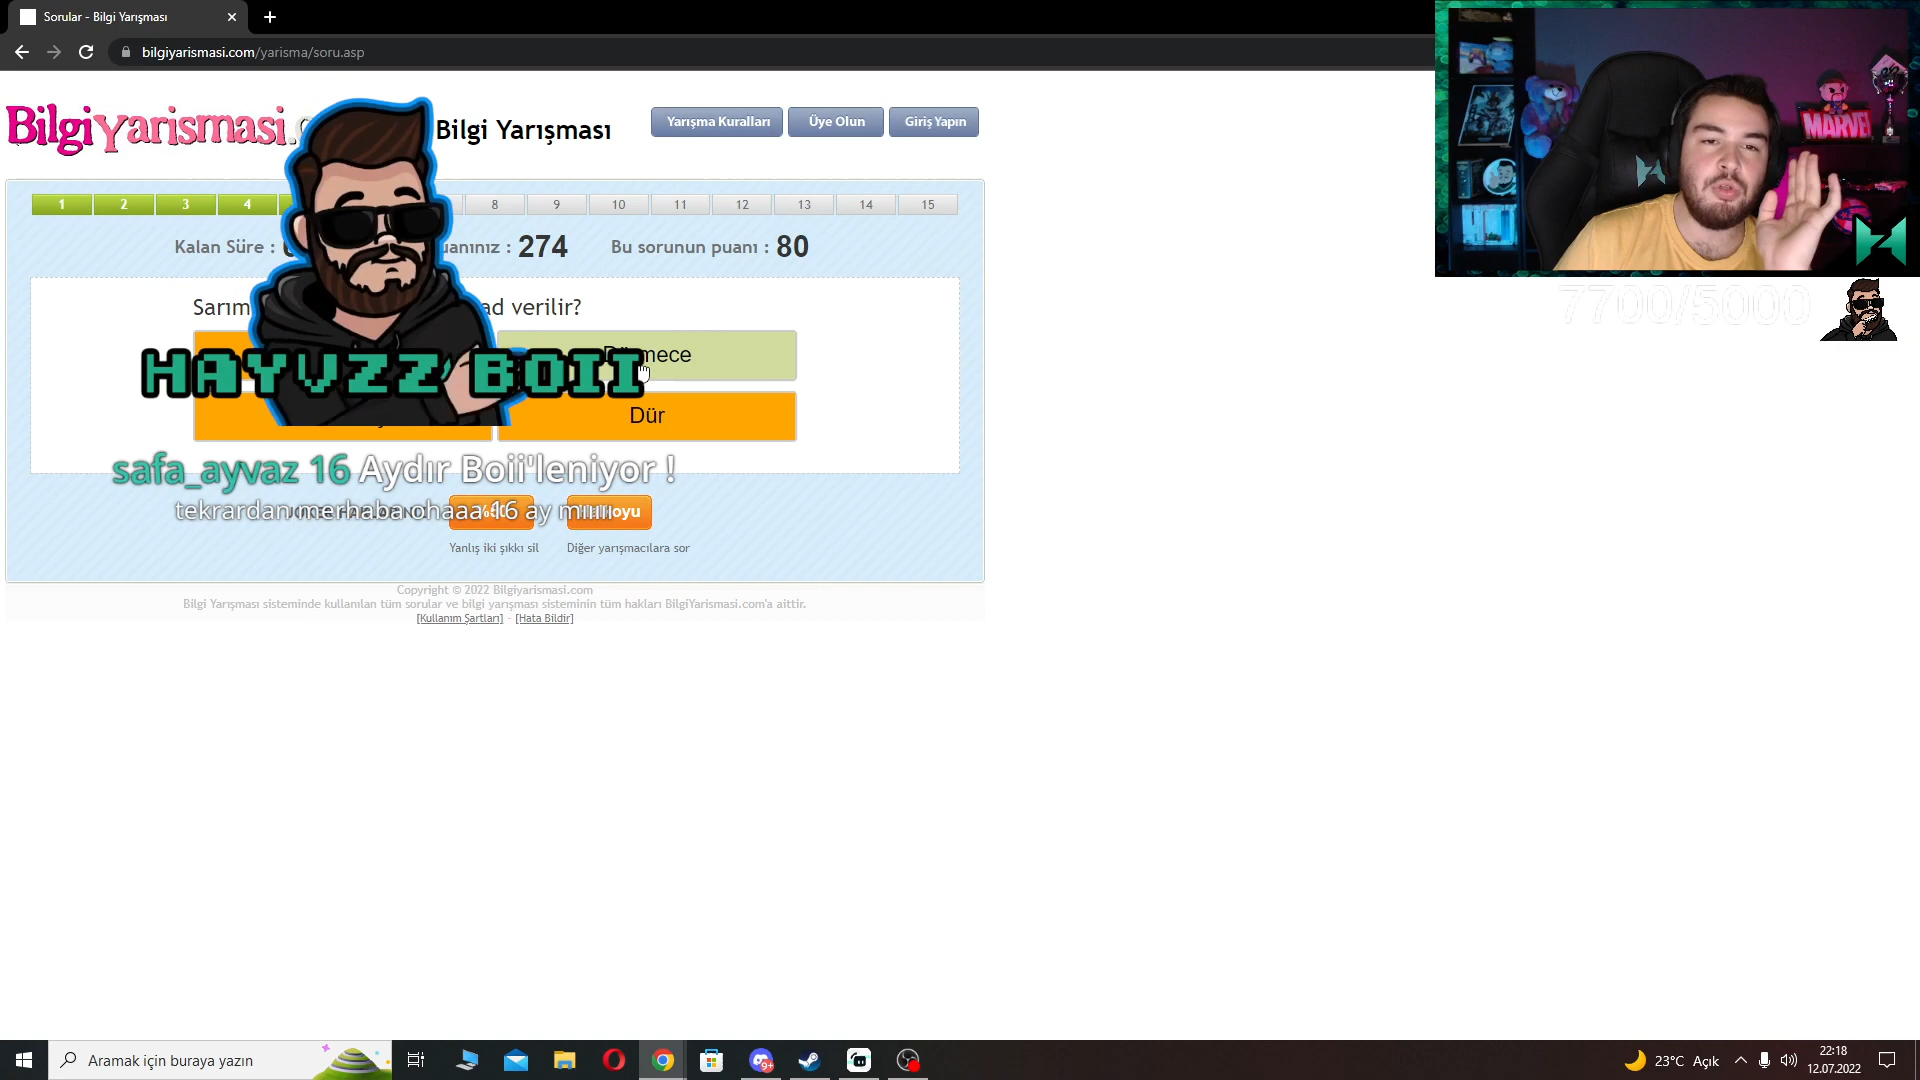 Sorular - Bilgi Yarışması
bilgiyarismasi.com/yarisma/soru.asp
Bilgiyarismasi.
Bilgi Yarışması
Yarışma Kuralları
Üye Olun
Giriş Yapın
1 2 3 4 8 9 10 11 12 13 14 15
Kalan Süre :
: 274
Bu sorunun puanı : 80
ad verilir?
Dür
HAYVZZ BOII
safa_ayvaz 16 Aydır Boii'leniyor !
tekrardan merhaba ohaaa 16 ay
Yanlış iki şıkkı sil
Diğer yarışmacılara sor
Copyright © 2022 Bilgiyarismasi.com
Bilgi Yarışması sisteminde kullanılan tüm sorular ve bilgi yarışması sisteminin tüm hakları BilgiYarismasi.com'a aittir.
[Kullanım Şartları] - [Hata Bildir]
MARVEL
7700/5000
Aramak için buraya yazın
9+
23°C Açık
22:18
12.07.2022